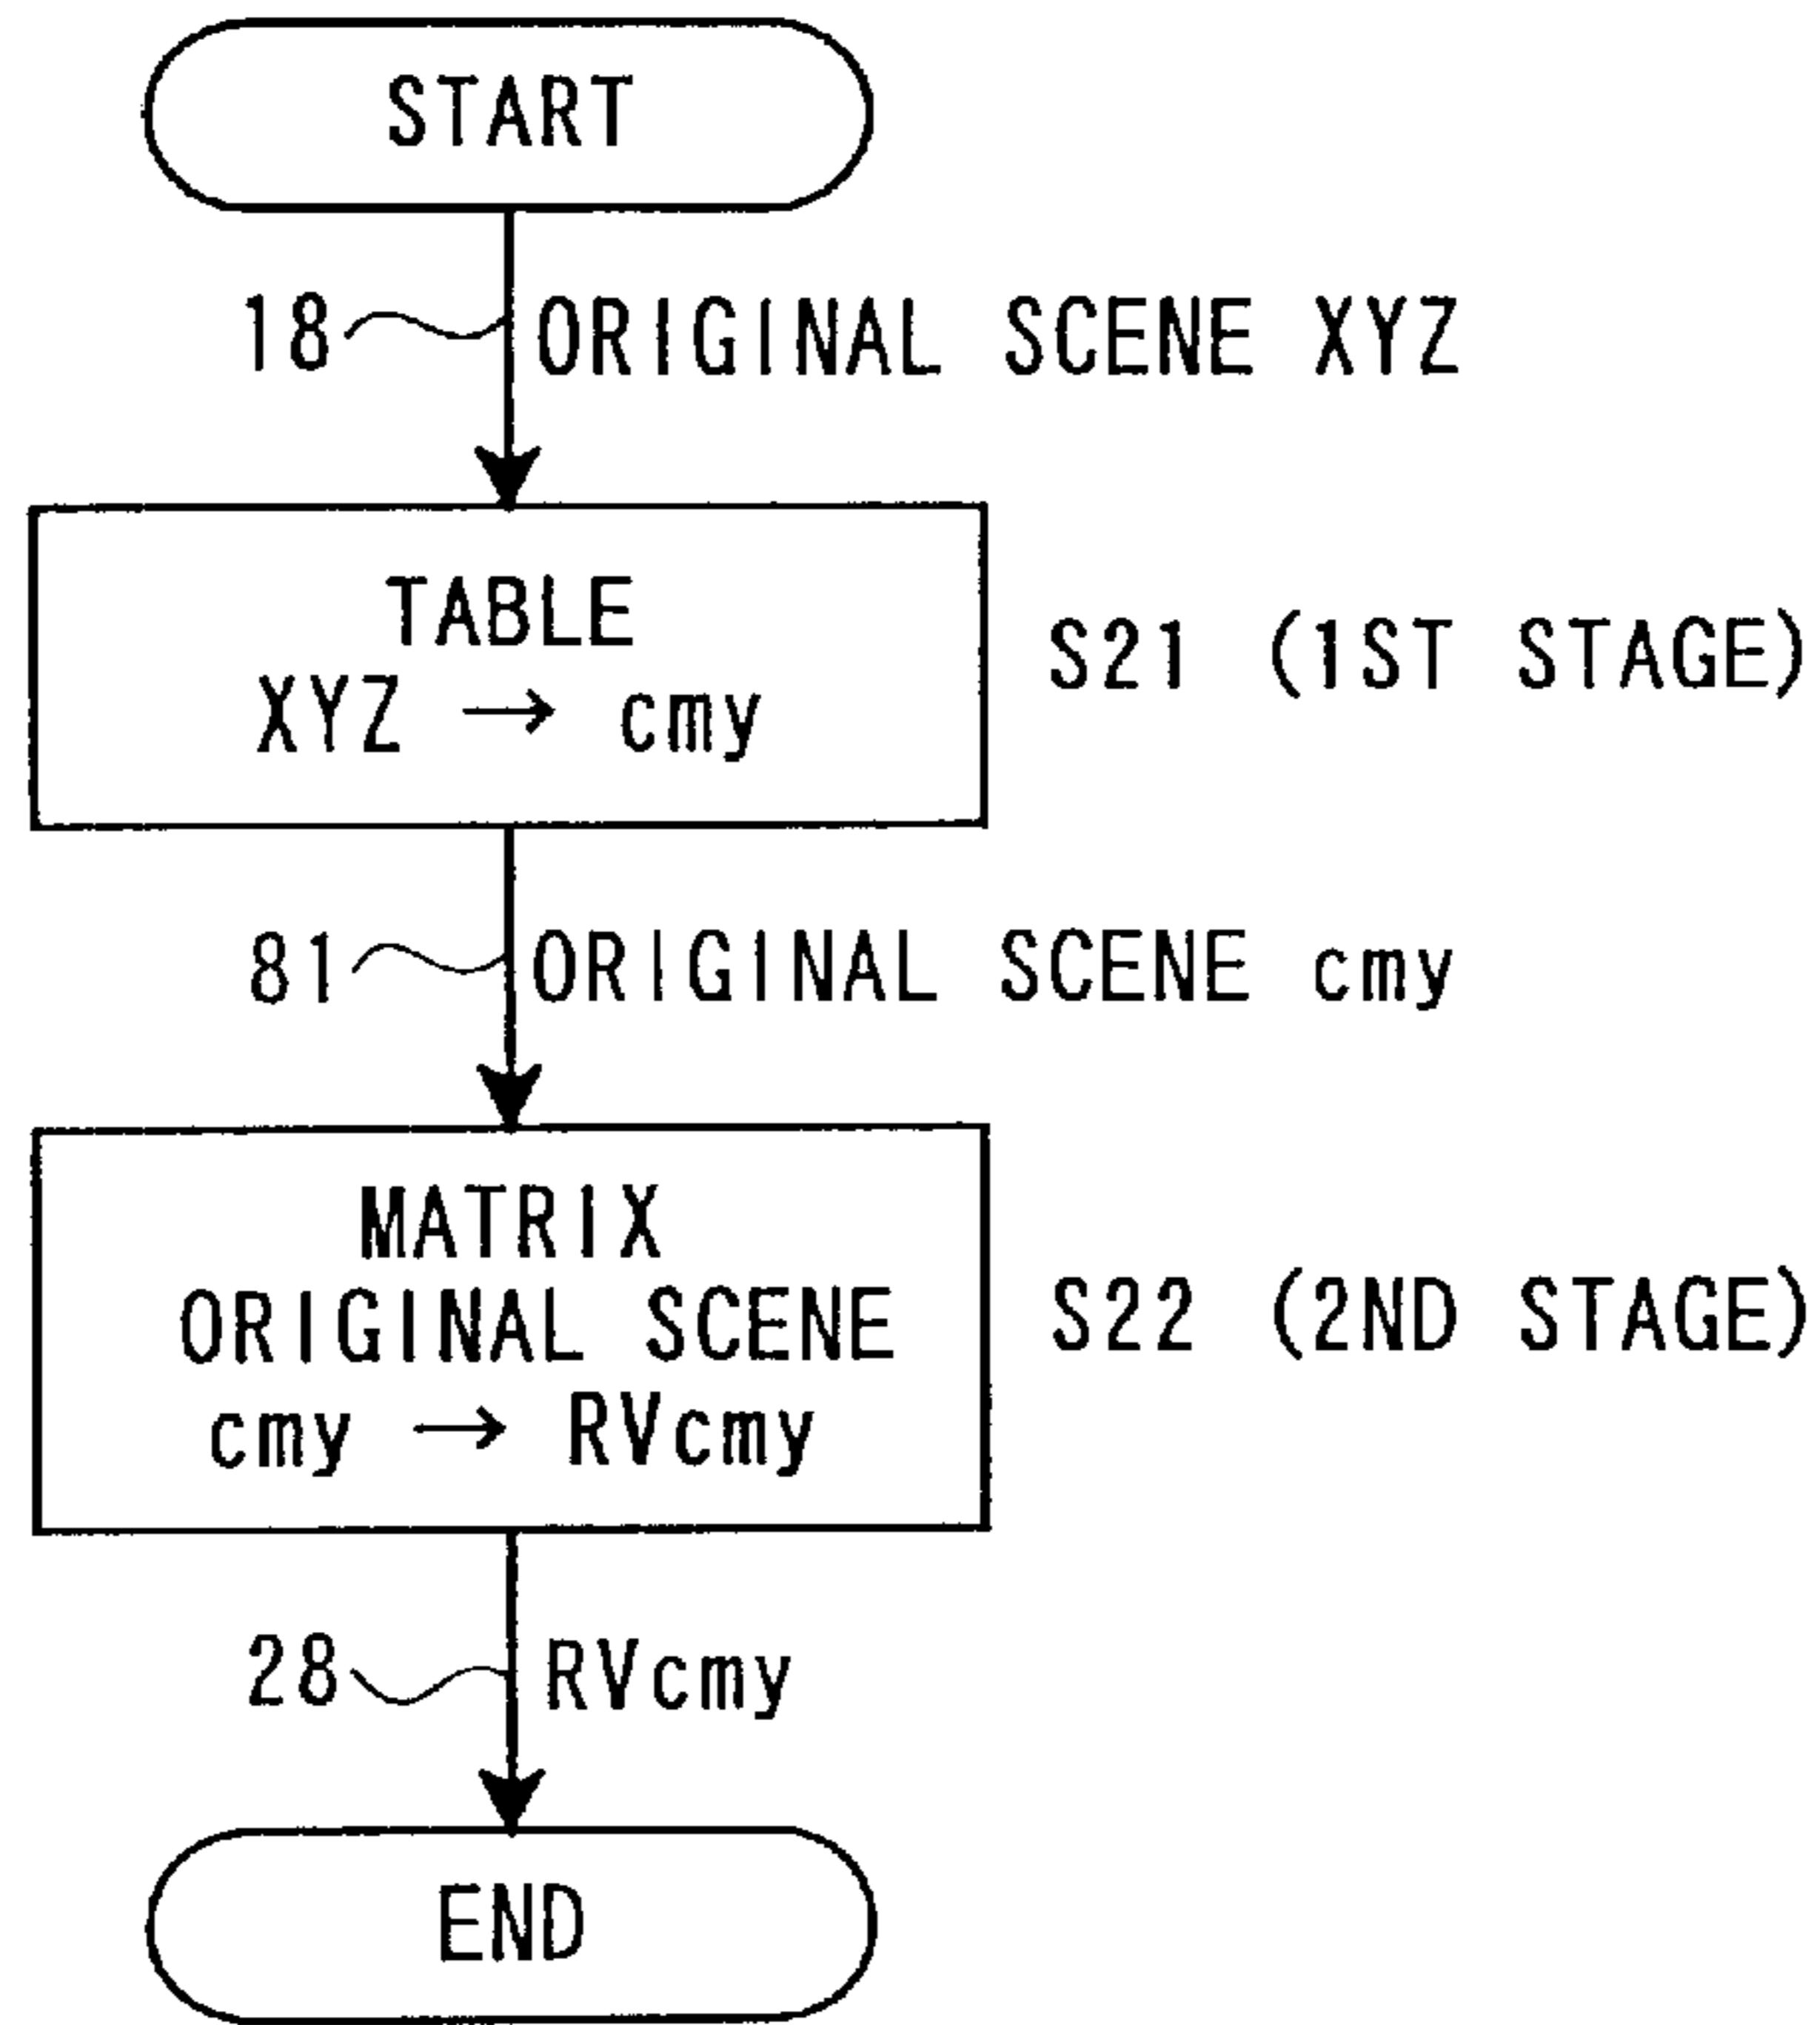 START
18 ORIGINAL SCENE XYZ
TABLE
XYZ → cmy
S21 (1ST STAGE)
81 ORIGINAL SCENE cmy
MATRIX
ORIGINAL SCENE
cmy → RVcmy
S22 (2ND STAGE)
28 RVcmy
END